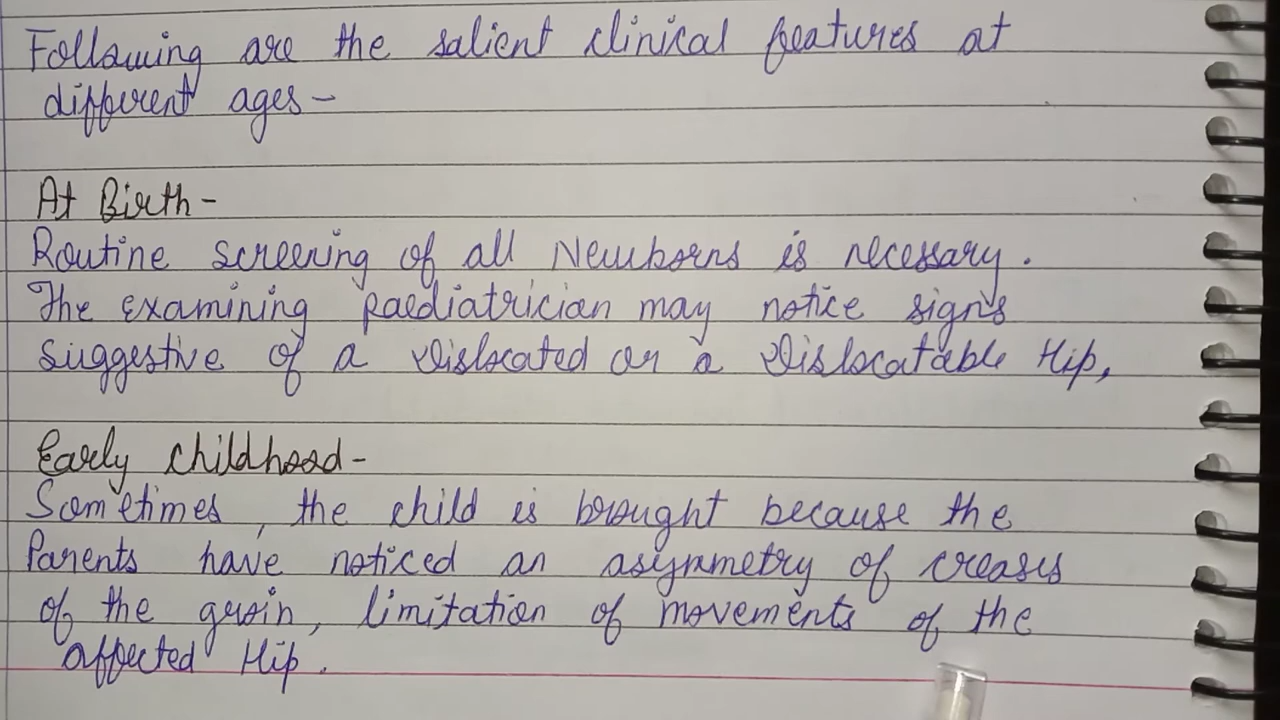 Following are the salient clinical features at
different ages-
At Birth-
Routine screening of all Newborns is necessary.
The examining paediatrician may notice signs
suggestive of a dislocated or a dislocatable Hip,
Early childhood-
Sometimes, the child is brought because the
Parents have noticed an asymmetry of creases
of the groin, limitation of movements of the
affected Hip.